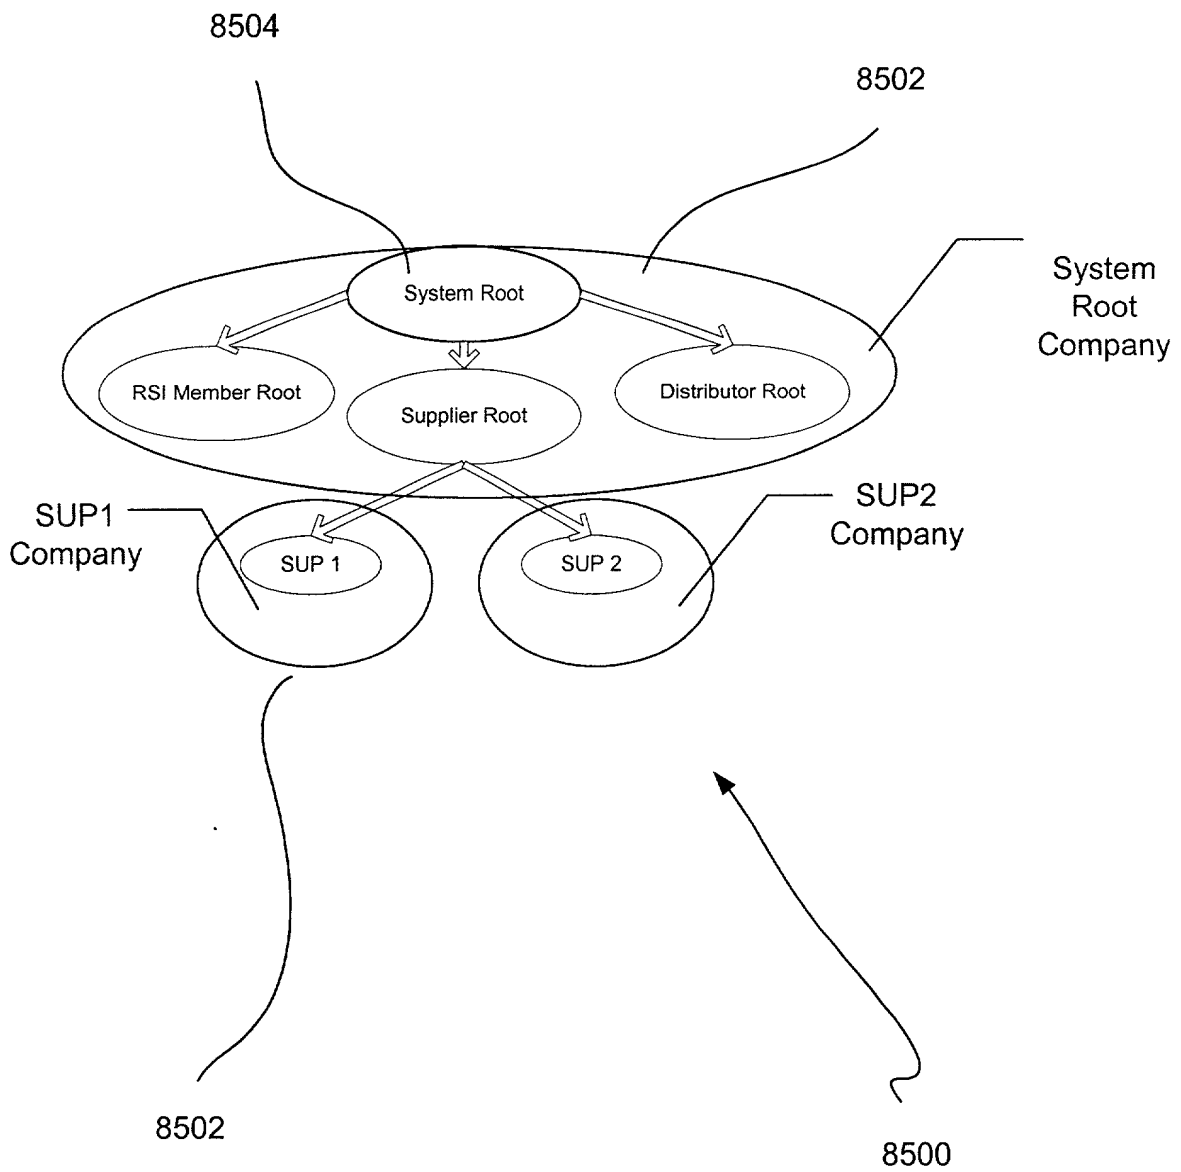 8504
8502
System Root
System
Root
Company
RSI Member Root
Supplier Root
Distributor Root
SUP1
Company
SUP2
Company
SUP 1
SUP 2
8502
8500